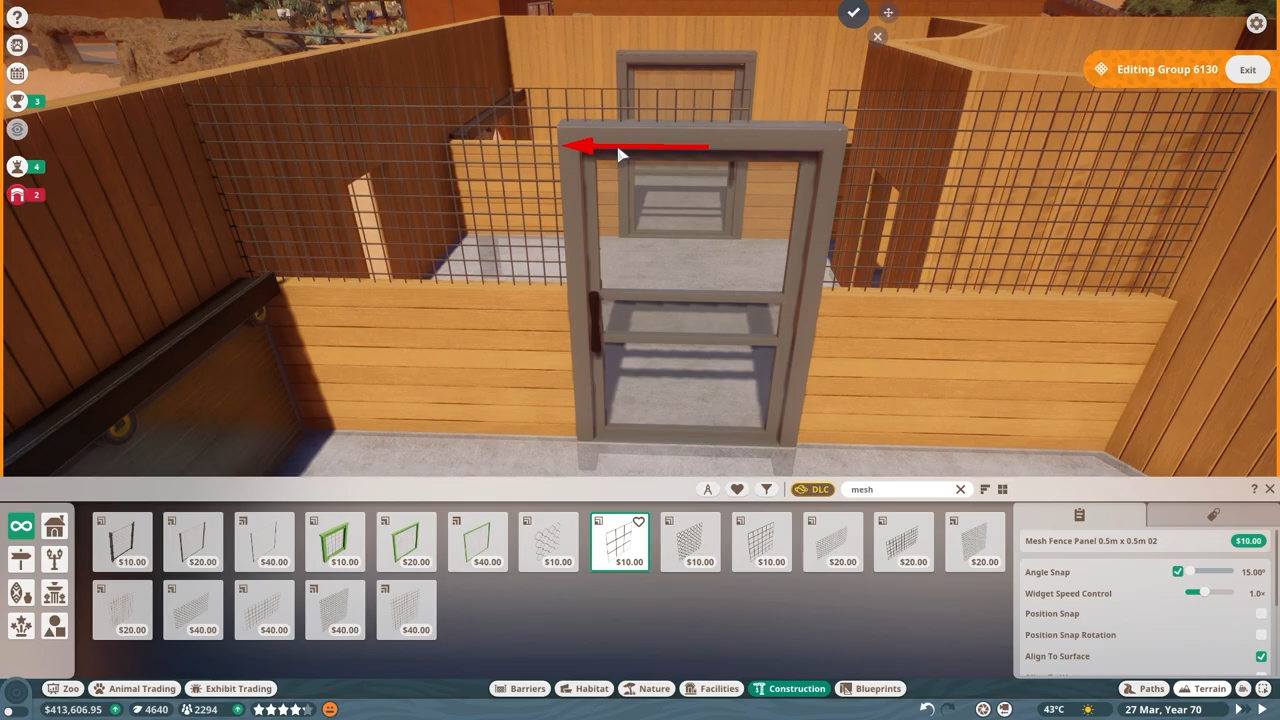 ?
3
4
2
Editing Group 6130
Exit
A
DLC
mesh
?
$10.00 $20.00 $40.00 $10.00 $20.00 $40.00 $10.00 $10.00 $10.00 $10.00 $20.00 $20.00 $20.00
$20.00 $40.00 $40.00 $40.00 $40.00
Mesh Fence Panel 0.5m x 0.5m 02 $10.00
Angle Snap 15.00°
Widget Speed Control 1.0×
Position Snap
Position Snap Rotation
Align To Surface
Zoo Animal Trading Exhibit Trading Barriers Habitat Nature Facilities Construction Blueprints Paths Terrain
$413,606.95 4640 2294 43°C 27 Mar, Year 70